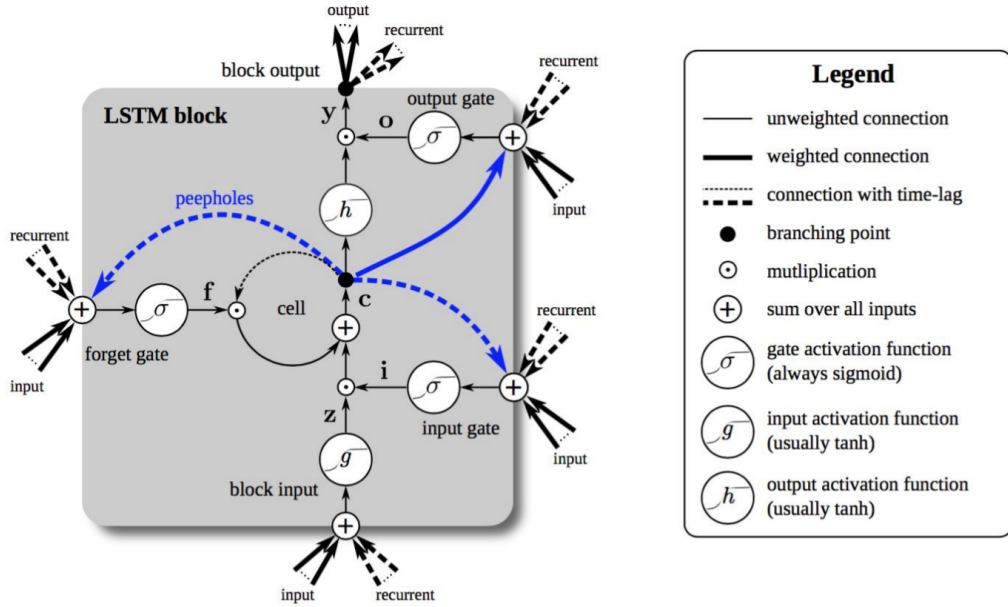 output
recurrent
block output
LSTM block
y
o
output gate
σ
+
recurrent
input
h
peepholes
recurrent
+
σ
f
forget gate
input
cell
c
+
recurrent
i
σ
+
input gate
input
z
g
block input
+
input
recurrent
Legend
unweighted connection
weighted connection
connection with time-lag
branching point
mutliplication
+
sum over all inputs
σ
gate activation function
(always sigmoid)
g
input activation function
(usually tanh)
h
output activation function
(usually tanh)